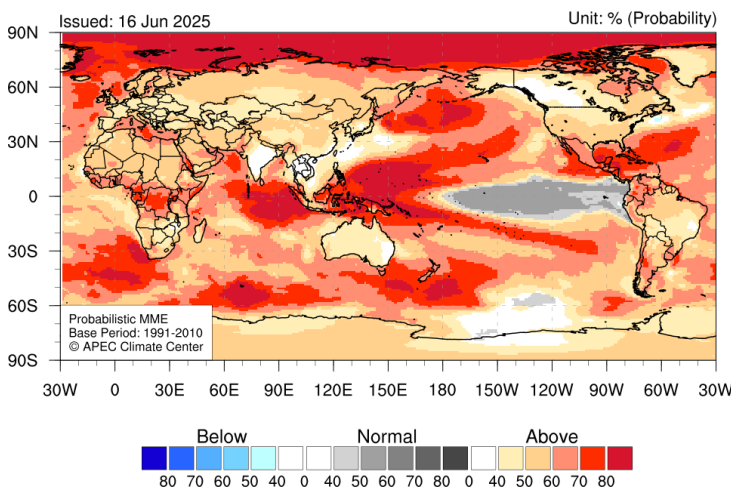 Issued: 16 Jun 2025
Unit: % (Probability)
90N
60N
30N
0
30S
60S
90S
Probabilistic MME
Base Period: 1991-2010
© APEC Climate Center
30W 0 30E 60E 90E 120E 150E 180 150W 120W 90W 60W 30W
Below Normal Above
80 70 60 50 40 0 40 50 60 70 80 0 40 50 60 70 80